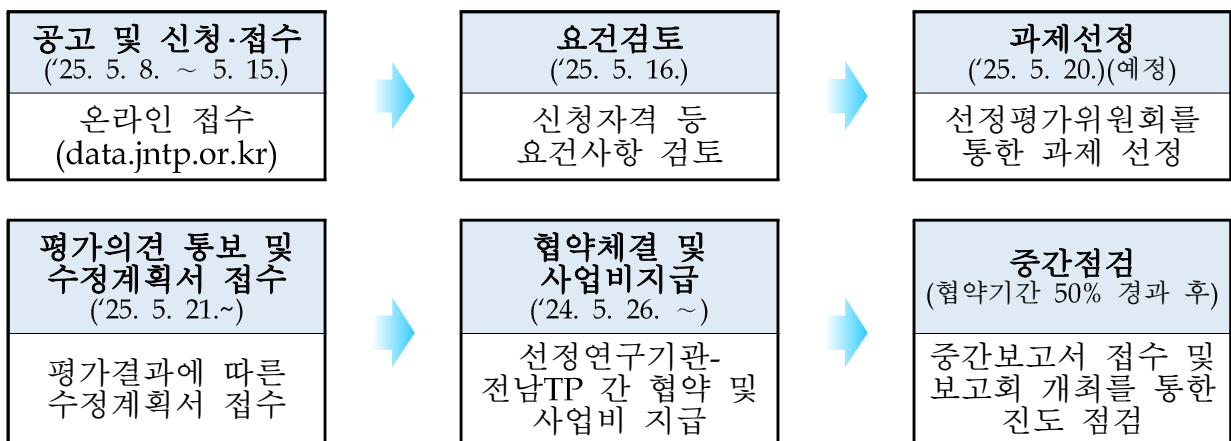 공고 및 신청·접수
(‘25. 5. 8. ~ 5. 15.)
온라인 접수
(data.jntp.or.kr)
요건검토
(‘25. 5. 16.)
신청자격 등
요건사항 검토
과제선정
(‘25. 5. 20.)(예정)
선정평가위원회를
통한 과제 선정
평가의견 통보 및
수정계획서 접수
(‘25. 5. 21.~)
평가결과에 따른
수정계획서 접수
협약체결 및
사업비지급
(‘24. 5. 26. ~)
선정연구기관-
전남TP 간 협약 및
사업비 지급
중간점검
(협약기간 50% 경과 후)
중간보고서 접수 및
보고회 개최를 통한
진도 점검